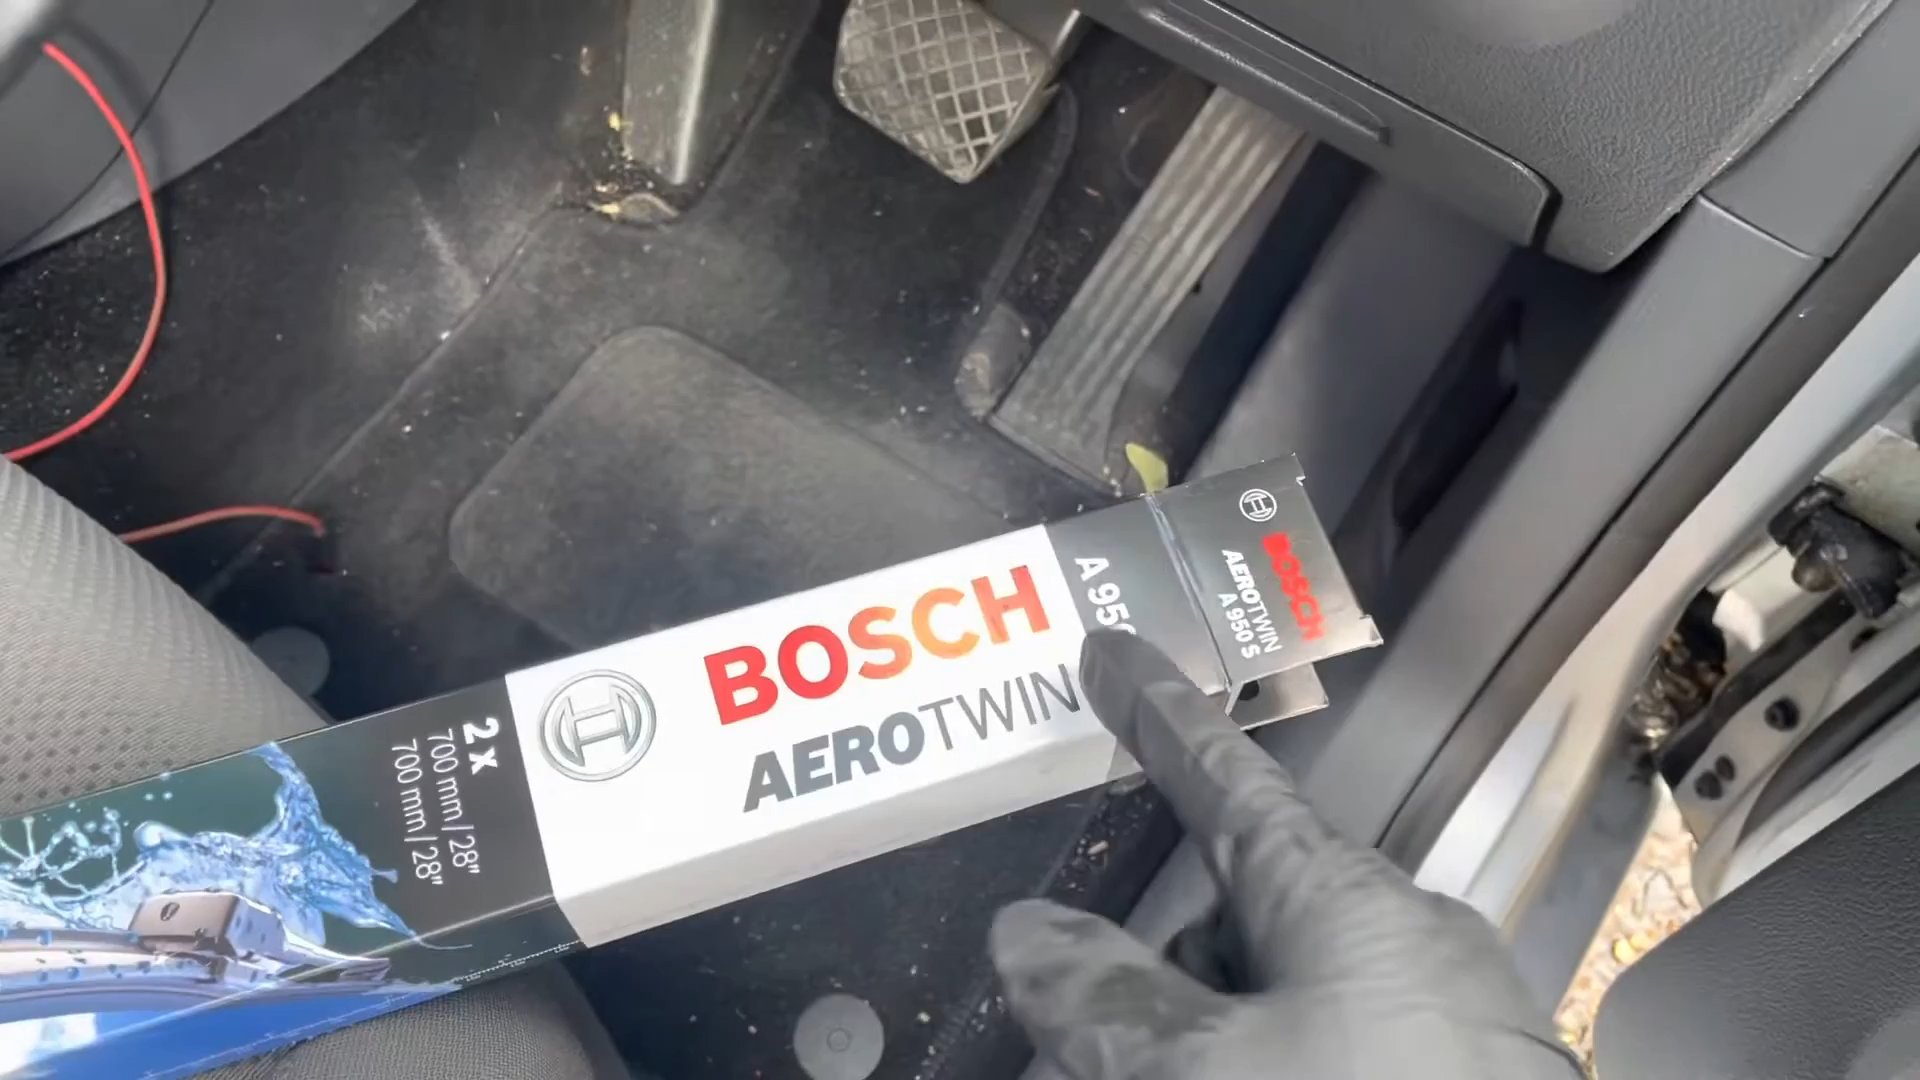 BOSCH
AEROTWIN
2 x
700 mm/28"
700 mm/28"
BOSCH
AEROTWIN
A 950 S